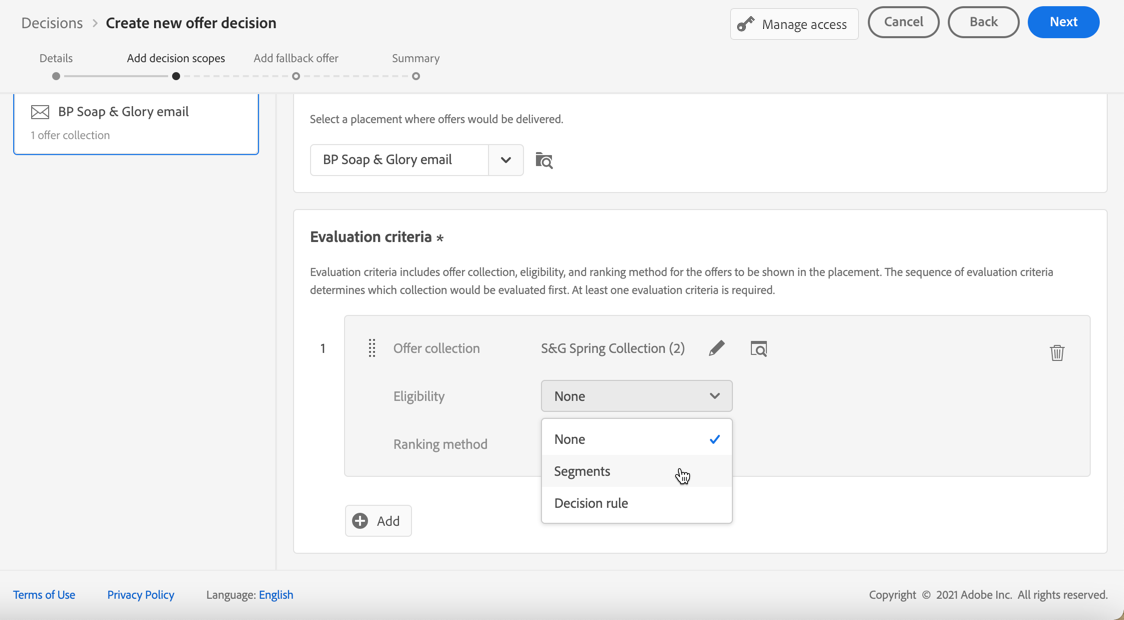 Decisions > Create new offer decision
Manage access
Cancel
Back
Next
Details
Add decision scopes
Add fallback offer
Summary
BP Soap & Glory email
1 offer collection
Select a placement where offers would be delivered.
BP Soap & Glory email
Evaluation criteria *
Evaluation criteria includes offer collection, eligibility, and ranking method for the offers to be shown in the placement. The sequence of evaluation criteria
determines which collection would be evaluated first. At least one evaluation criteria is required.
1
Offer collection
S&G Spring Collection (2)
Eligibility
None
Ranking method
None
Segments
Decision rule
Add
Terms of Use
Privacy Policy
Language: English
Copyright © 2021 Adobe Inc. All rights reserved.